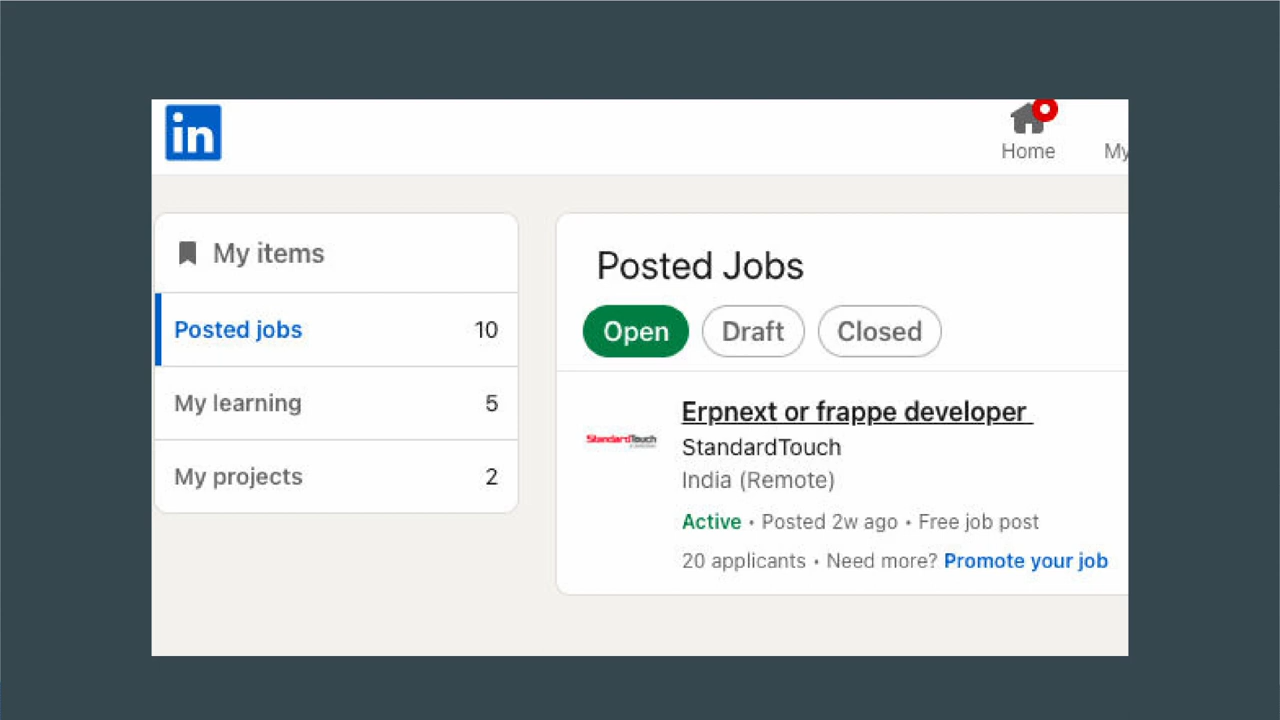 in
Home
My
My items
Posted jobs 10
My learning 5
My projects 2
Posted Jobs
Open Draft Closed
Erpnext or frappe developer
StandardTouch
StandardTouch
India (Remote)
Active • Posted 2w ago • Free job post
20 applicants • Need more? Promote your job